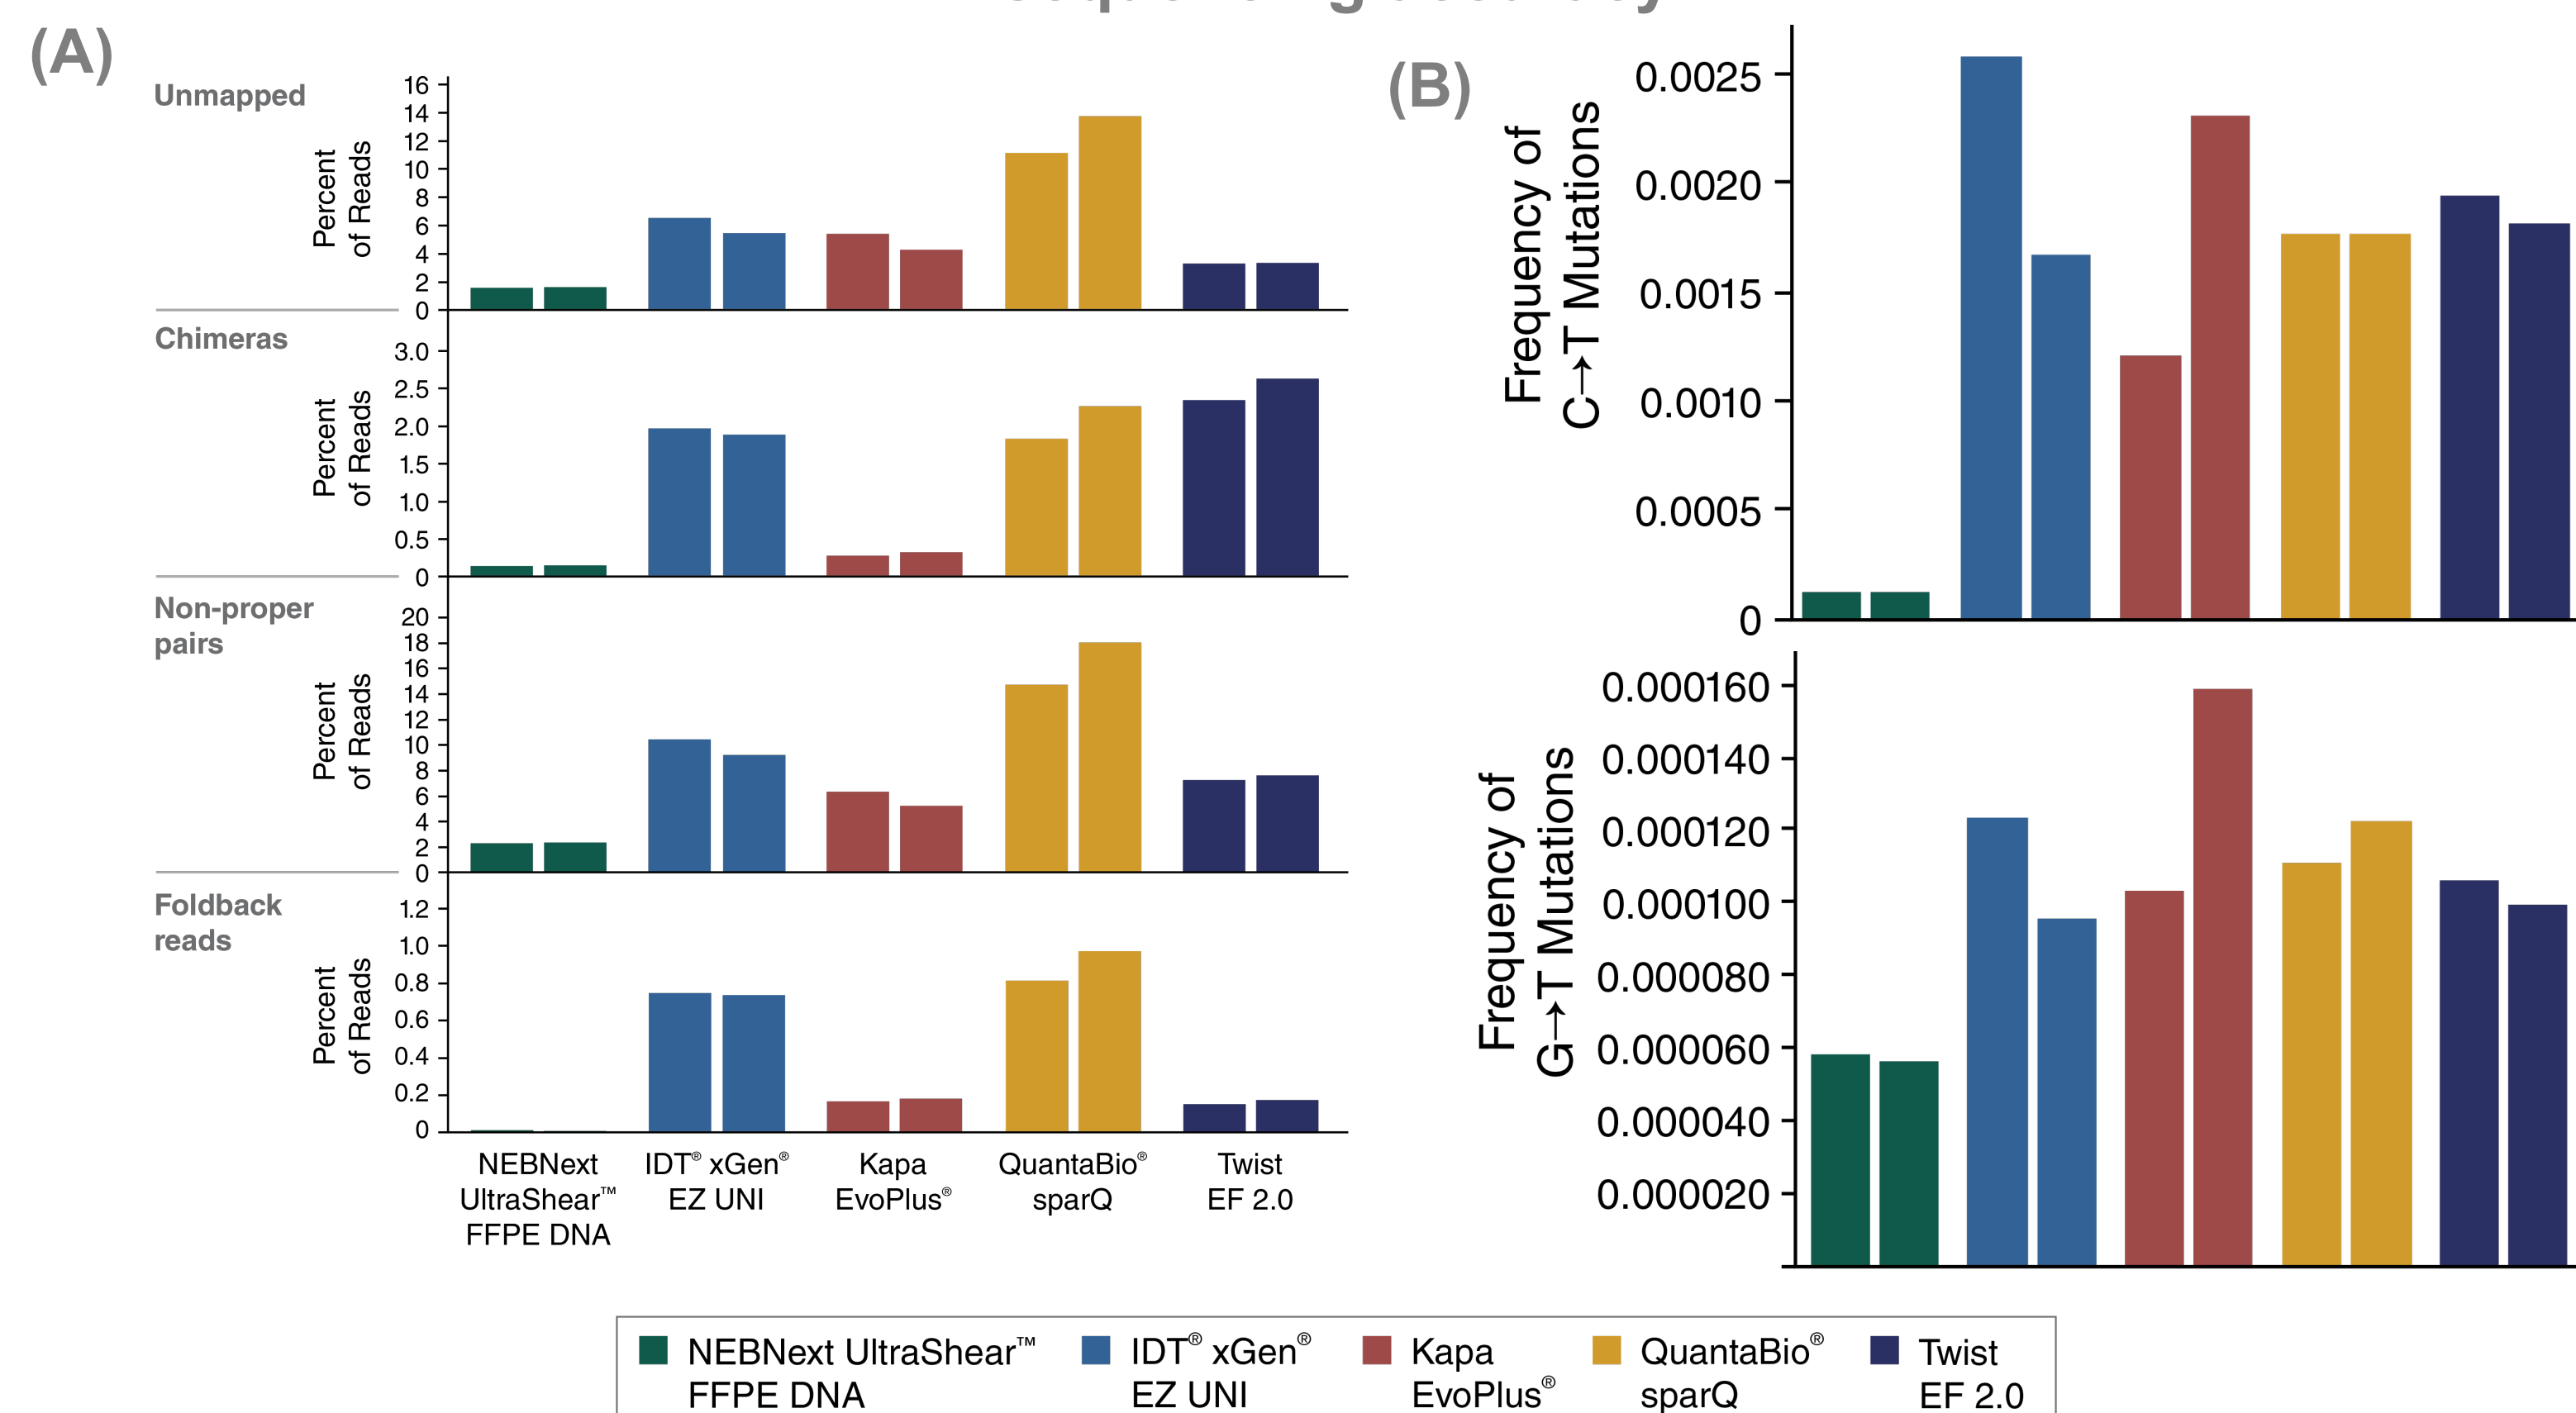 (A)
Unmapped
Percent
of Reads
16
14
12
10
8
6
4
2
0
Chimeras
Percent
of Reads
3.0
2.5
2.0
1.5
1.0
0.5
0
Non-proper
pairs
Percent
of Reads
20
18
16
14
12
10
8
6
4
2
0
Foldback
reads
Percent
of Reads
1.2
1.0
0.8
0.6
0.4
0.2
0
NEBNext
UltraShear™
FFPE DNA
IDT® xGen®
EZ UNI
Kapa
EvoPlus®
QuantaBio®
sparQ
Twist
EF 2.0
(B)
Frequency of
C→T Mutations
0.0025
0.0020
0.0015
0.0010
0.0005
0
Frequency of
G→T Mutations
0.000160
0.000140
0.000120
0.000100
0.000080
0.000060
0.000040
0.000020
NEBNext UltraShear™
FFPE DNA
IDT® xGen®
EZ UNI
Kapa
EvoPlus®
QuantaBio®
sparQ
Twist
EF 2.0